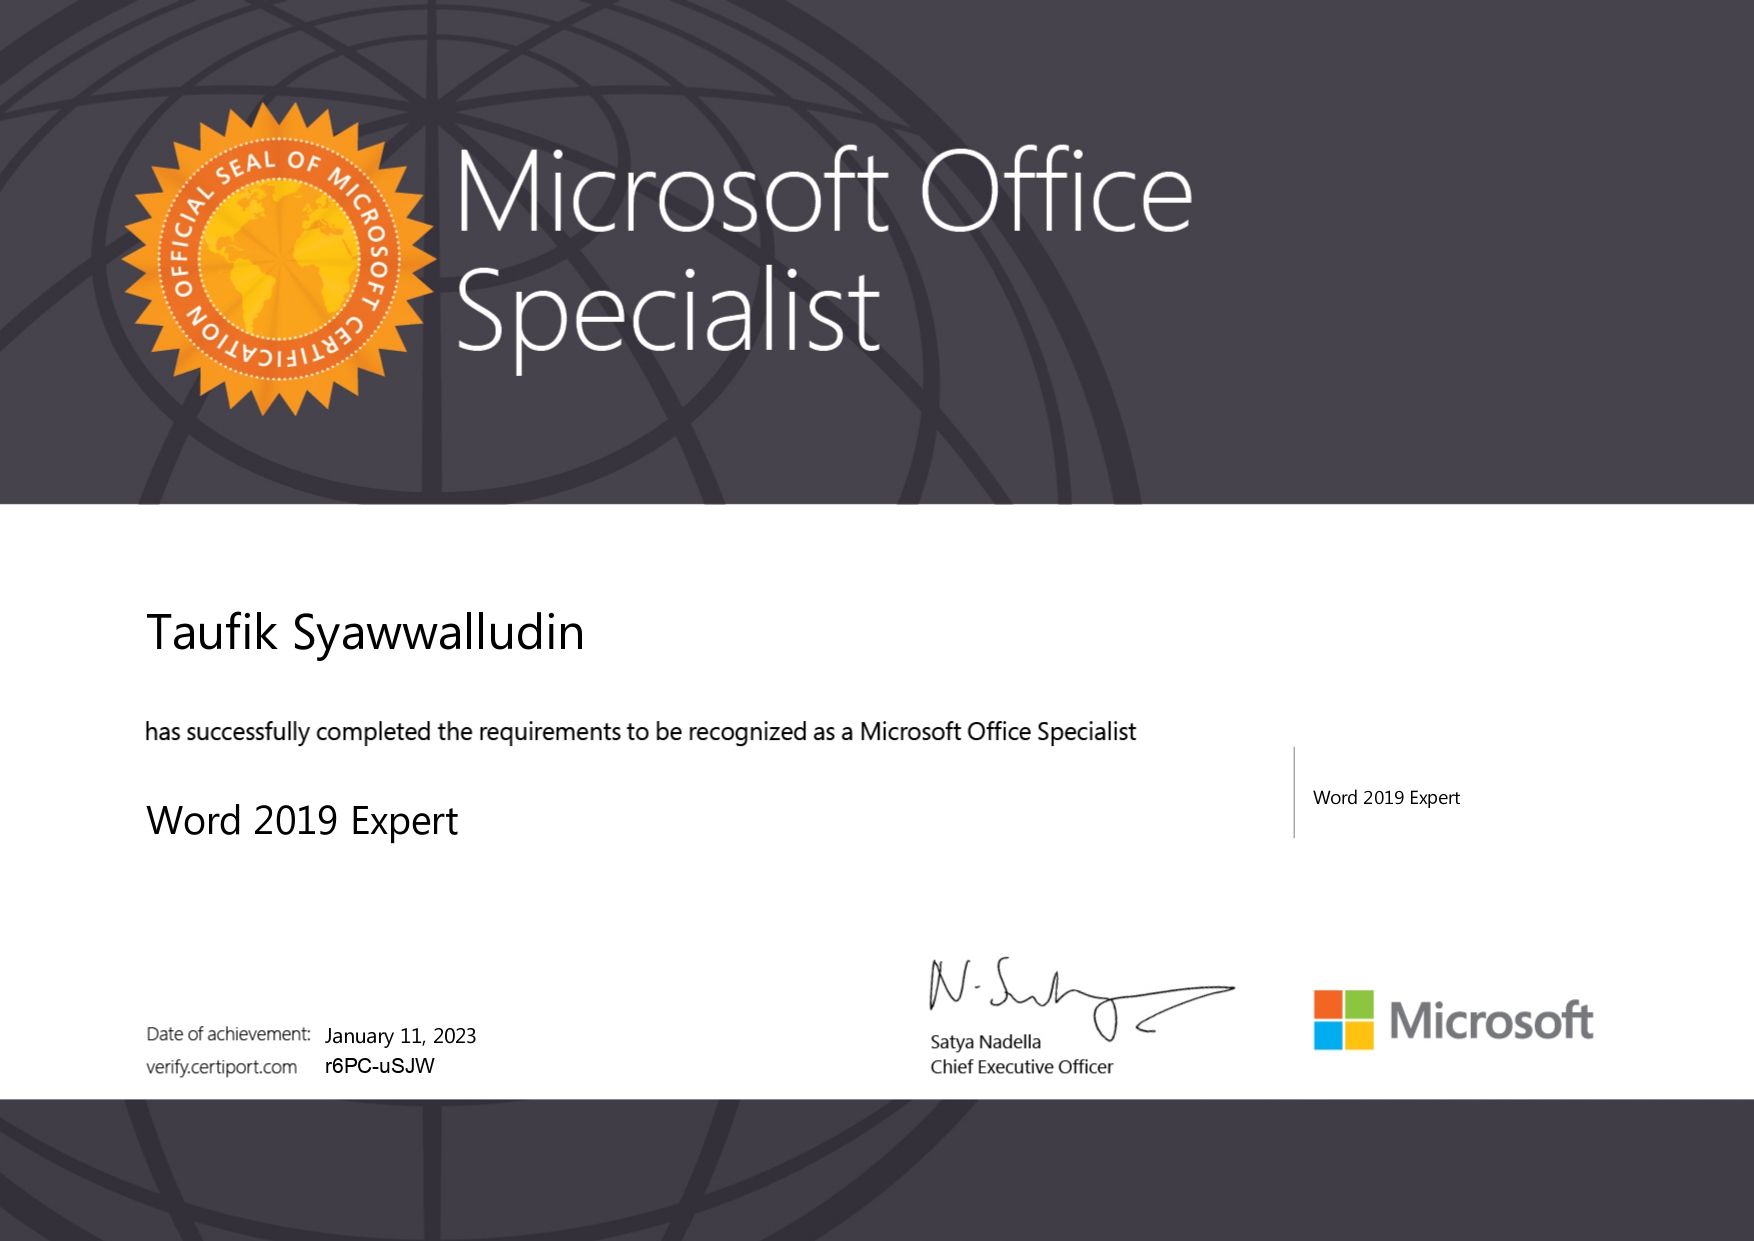 OFFICIAL SEAL OF MICROSOFT CERTIFICATION
Microsoft Office
Specialist
Taufik Syawwalludin
has successfully completed the requirements to be recognized as a Microsoft Office Specialist
Word 2019 Expert
Word 2019 Expert
Date of achievement: January 11, 2023
verify.certiport.com r6PC-uSJW
Satya Nadella
Chief Executive Officer
Microsoft